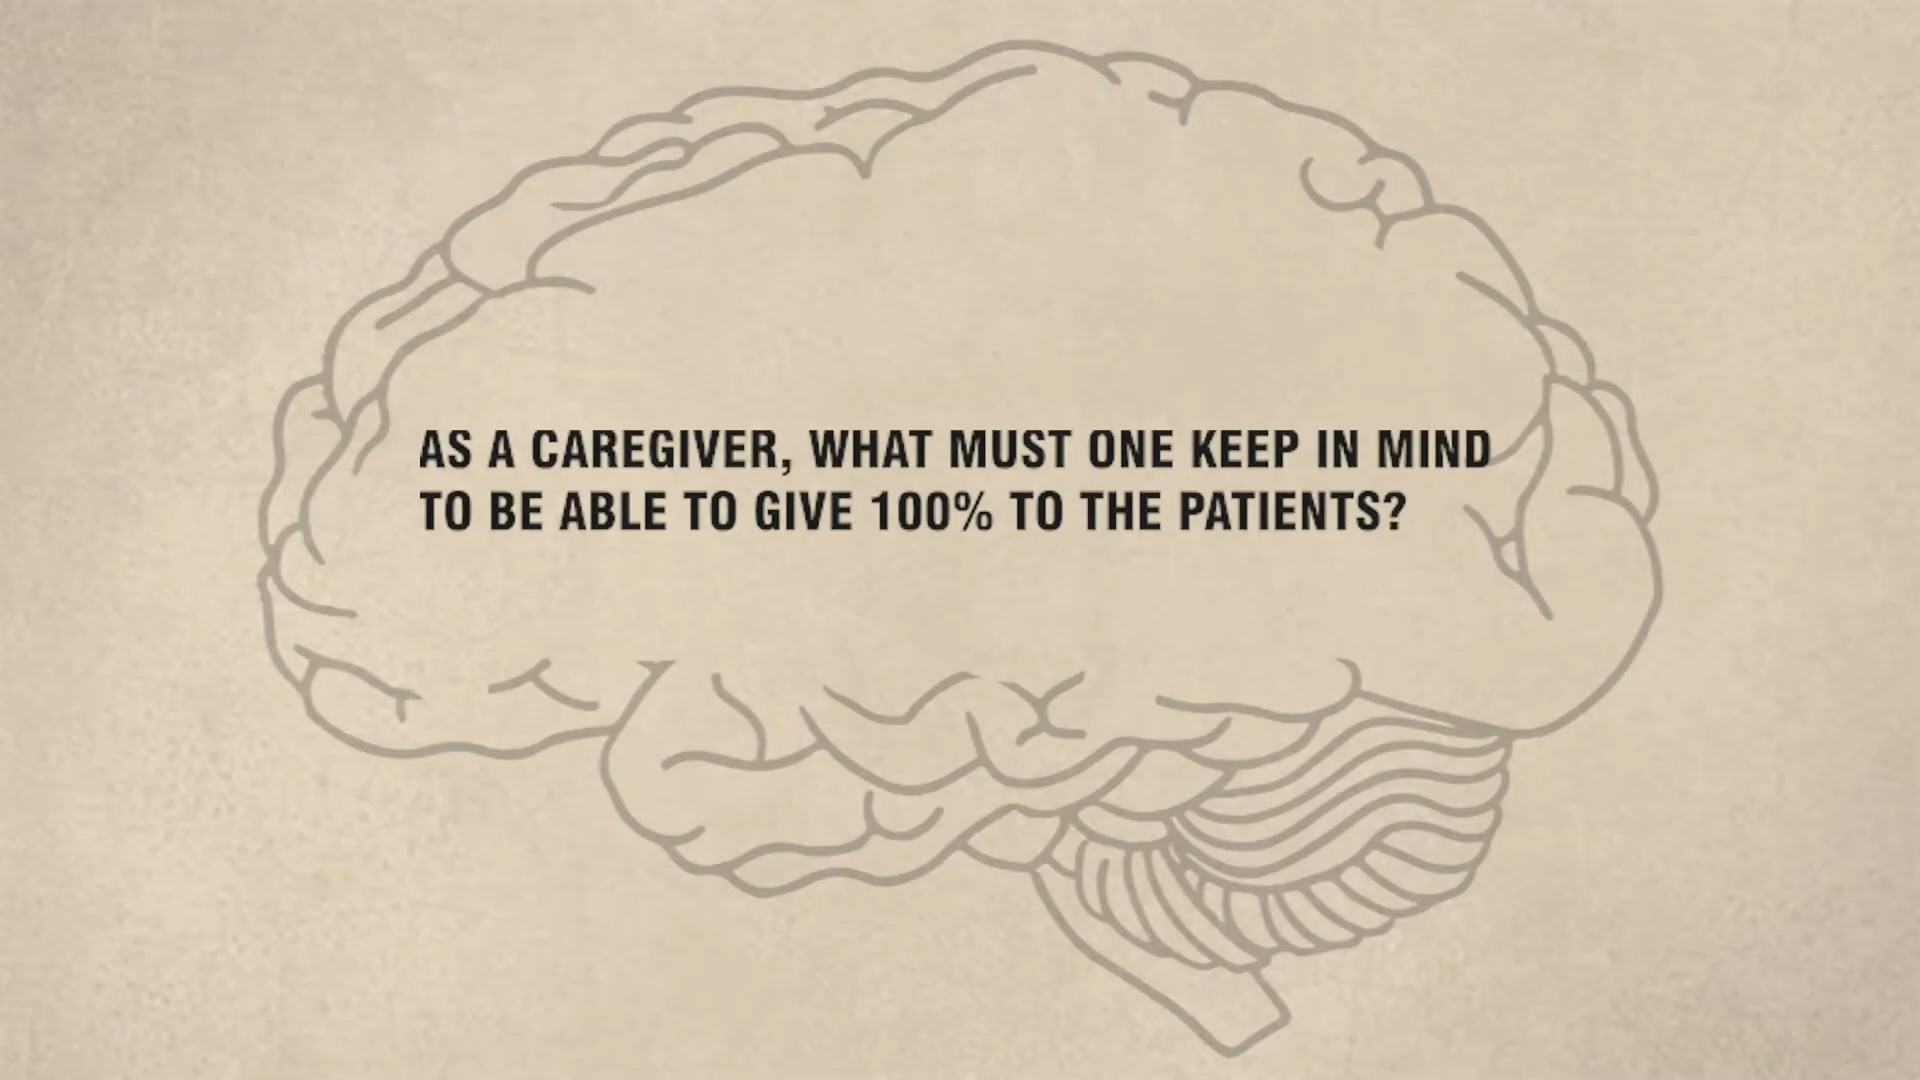 AS A CAREGIVER, WHAT MUST ONE KEEP IN MIND
TO BE ABLE TO GIVE 100% TO THE PATIENTS?